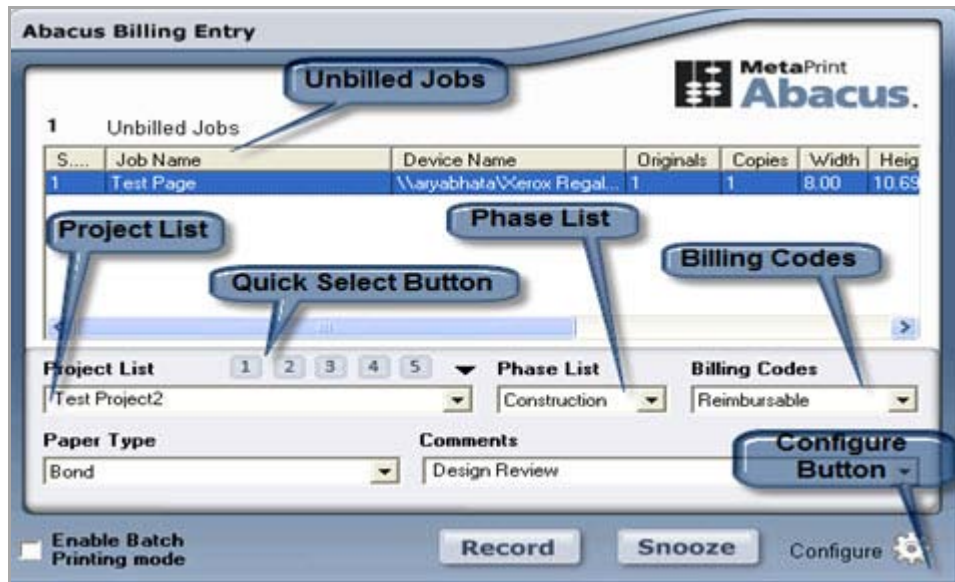 Abacus Billing Entry
Unbilled Jobs
MetaPrint
Abacus.
1 Unbilled Jobs
S.... Job Name Device Name Originals Copies Width Heig
1 Test Page \\aryabhata\Xerox Regal... 1 1 8.00 10.69
Project List
Phase List
Billing Codes
Quick Select Button
Project List 1 2 3 4 5 Phase List Billing Codes
Test Project2 Construction Reimbursable
Paper Type Comments
Bond Design Review
Configure
Button
Enable Batch
Printing mode
Record Snooze Configure